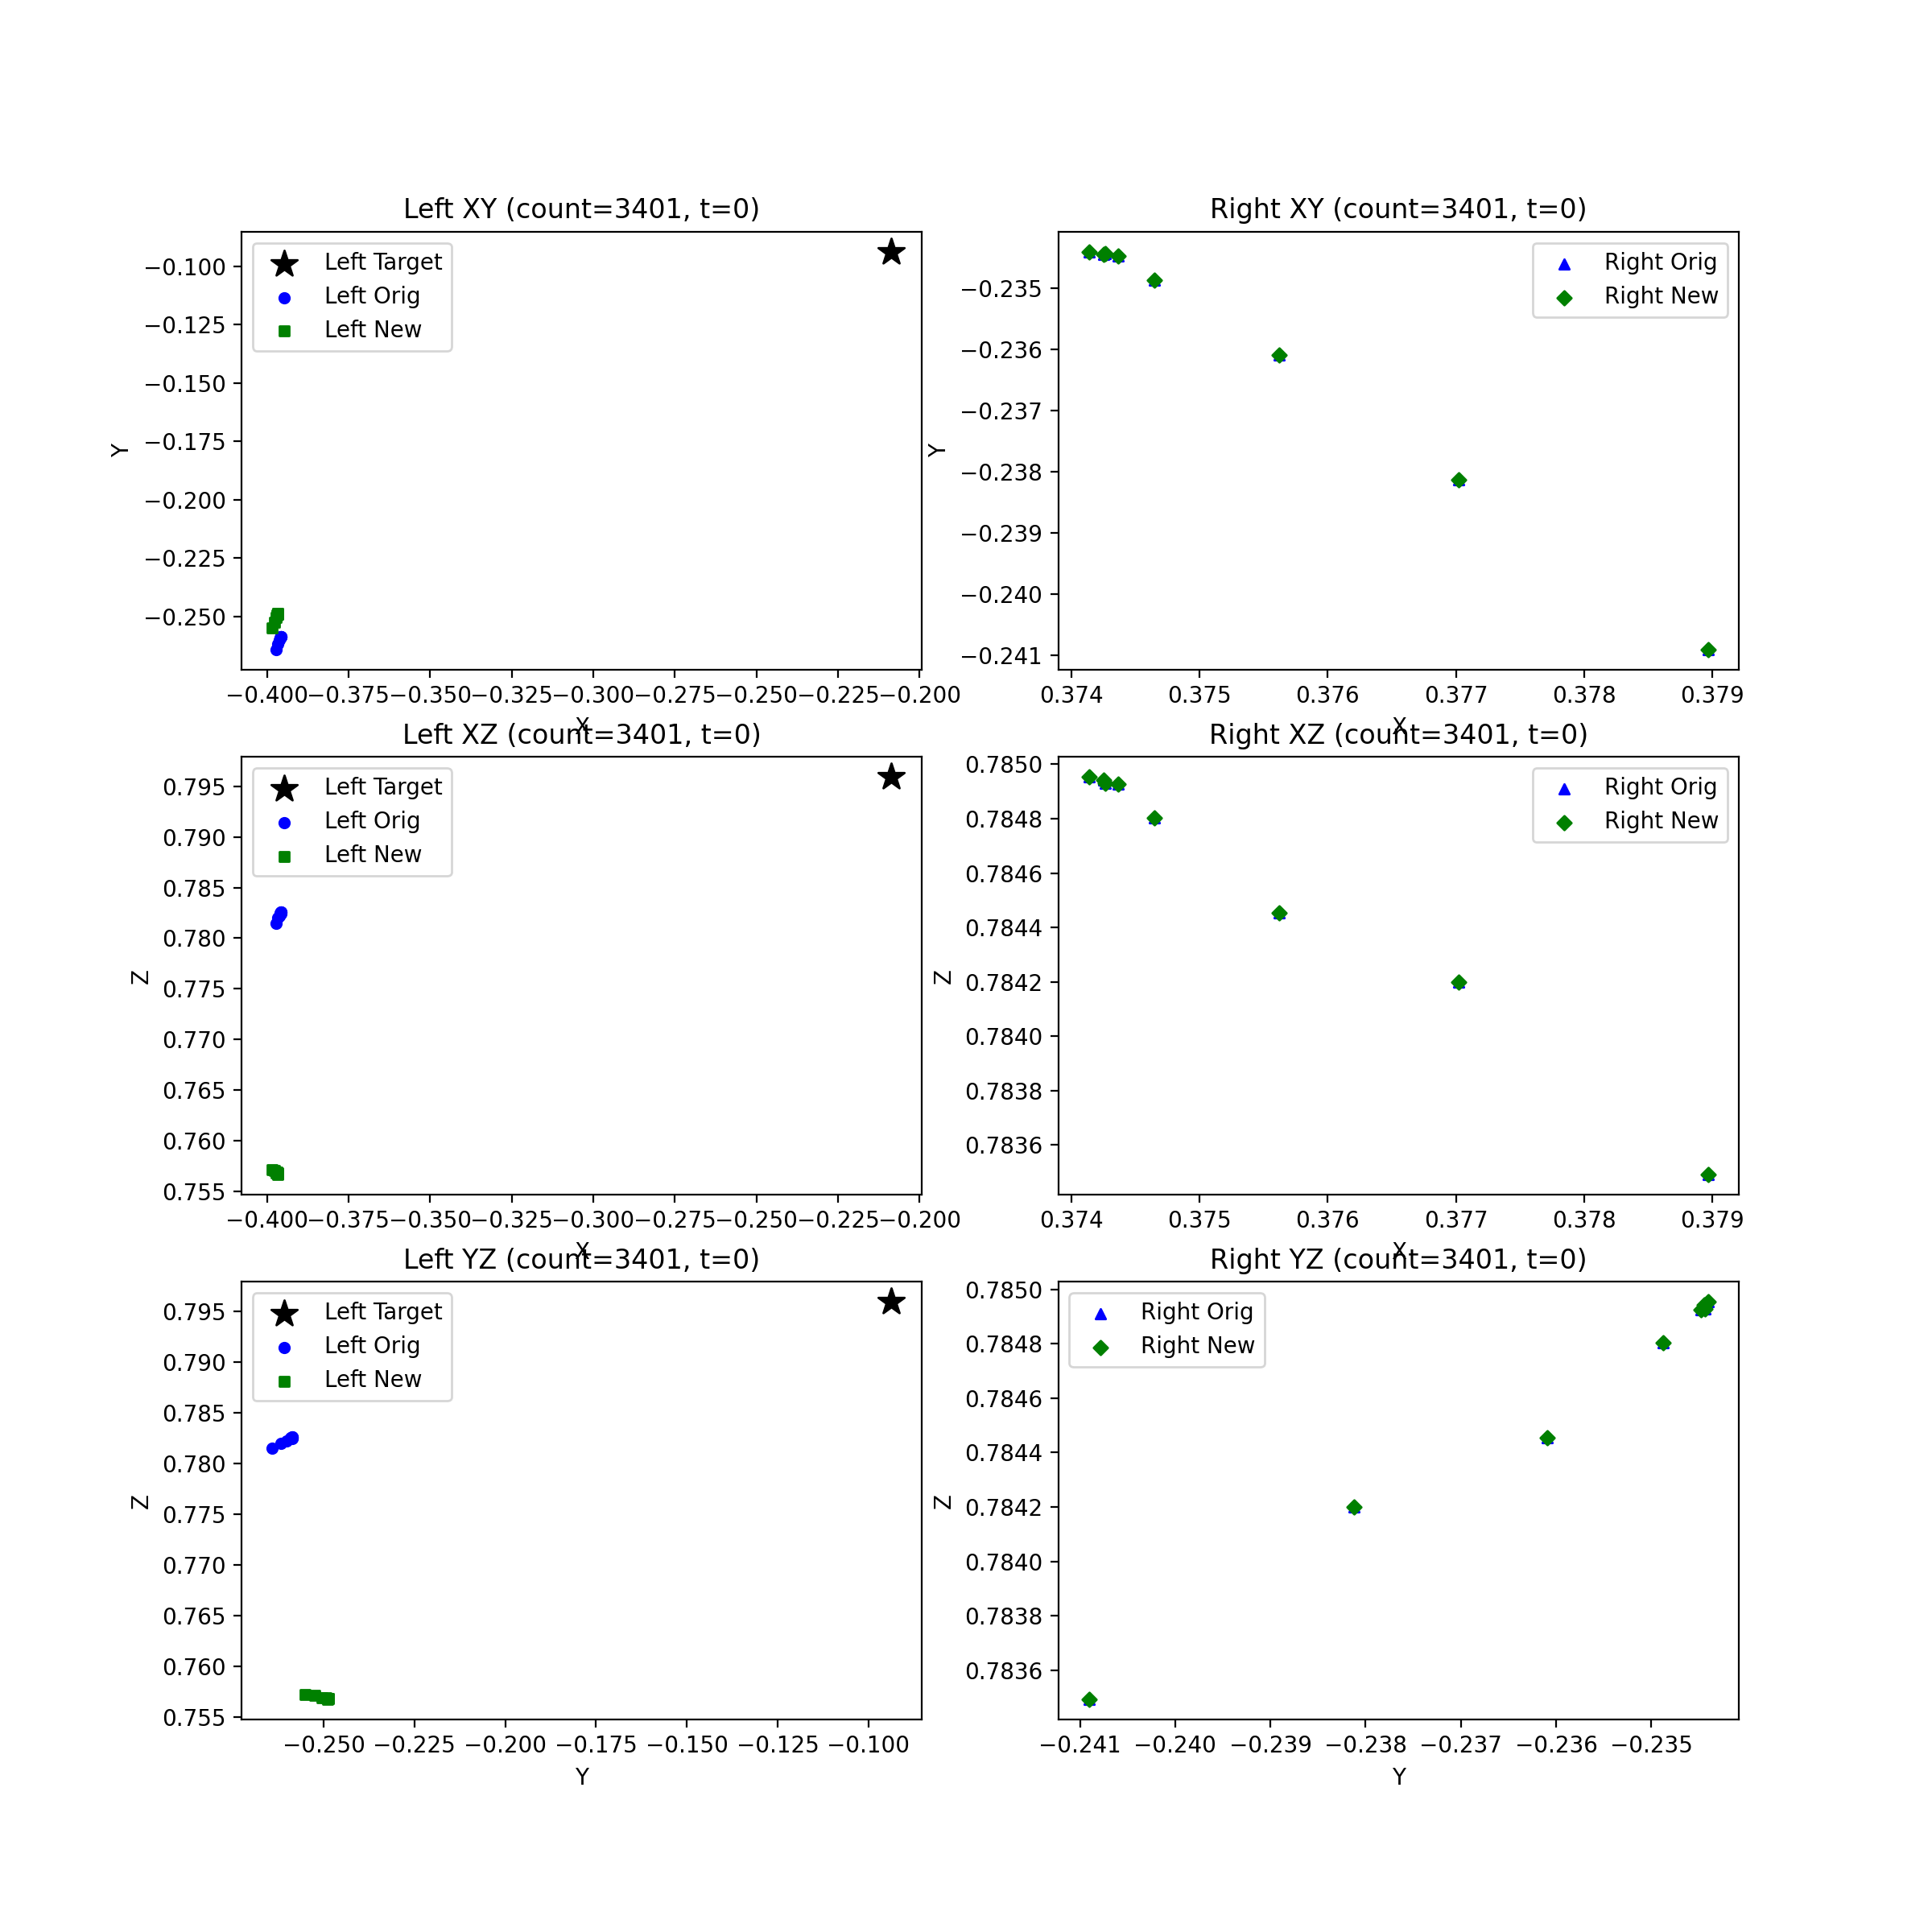 Left XY (count=3401, t=0)
Left Target
Left Orig
Left New
−0.100
−0.125
−0.150
−0.175
−0.200
−0.225
−0.250
Y
−0.400 −0.375 −0.350 −0.325 −0.300 −0.275 −0.250 −0.225 −0.200
X
Right XY (count=3401, t=0)
Right Orig
Right New
−0.235
−0.236
−0.237
−0.238
−0.239
−0.240
−0.241
Y
0.374 0.375 0.376 0.377 0.378 0.379
X
Left XZ (count=3401, t=0)
Left Target
Left Orig
Left New
0.795
0.790
0.785
0.780
0.775
0.770
0.765
0.760
0.755
Z
−0.400 −0.375 −0.350 −0.325 −0.300 −0.275 −0.250 −0.225 −0.200
X
Right XZ (count=3401, t=0)
Right Orig
Right New
0.7850
0.7848
0.7846
0.7844
0.7842
0.7840
0.7838
0.7836
Z
0.374 0.375 0.376 0.377 0.378 0.379
X
Left YZ (count=3401, t=0)
Left Target
Left Orig
Left New
0.795
0.790
0.785
0.780
0.775
0.770
0.765
0.760
0.755
Z
−0.250 −0.225 −0.200 −0.175 −0.150 −0.125 −0.100
Y
Right YZ (count=3401, t=0)
Right Orig
Right New
0.7850
0.7848
0.7846
0.7844
0.7842
0.7840
0.7838
0.7836
Z
−0.241 −0.240 −0.239 −0.238 −0.237 −0.236 −0.235
Y